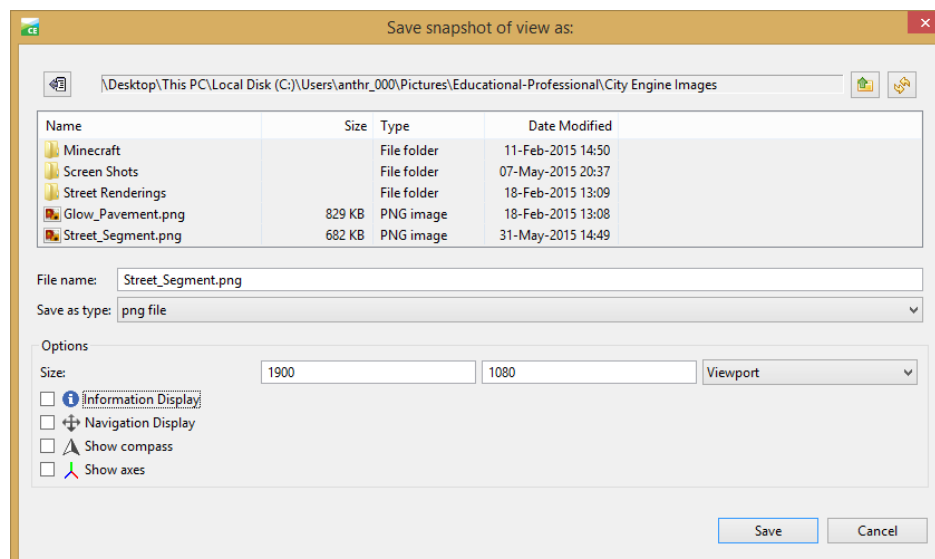 CE Save snapshot of view as: x
\Desktop\This PC\Local Disk (C:)\Users\anthr_000\Pictures\Educational-Professional\City Engine Images
Name Size Type Date Modified
Minecraft File folder 11-Feb-2015 14:50
Screen Shots File folder 07-May-2015 20:37
Street Renderings File folder 18-Feb-2015 13:09
Glow_Pavement.png 829 KB PNG image 18-Feb-2015 13:08
Street_Segment.png 682 KB PNG image 31-May-2015 14:49
File name: Street_Segment.png
Save as type: png file
Options
Size: 1900 1080 Viewport
Information Display
Navigation Display
Show compass
Show axes
Save Cancel